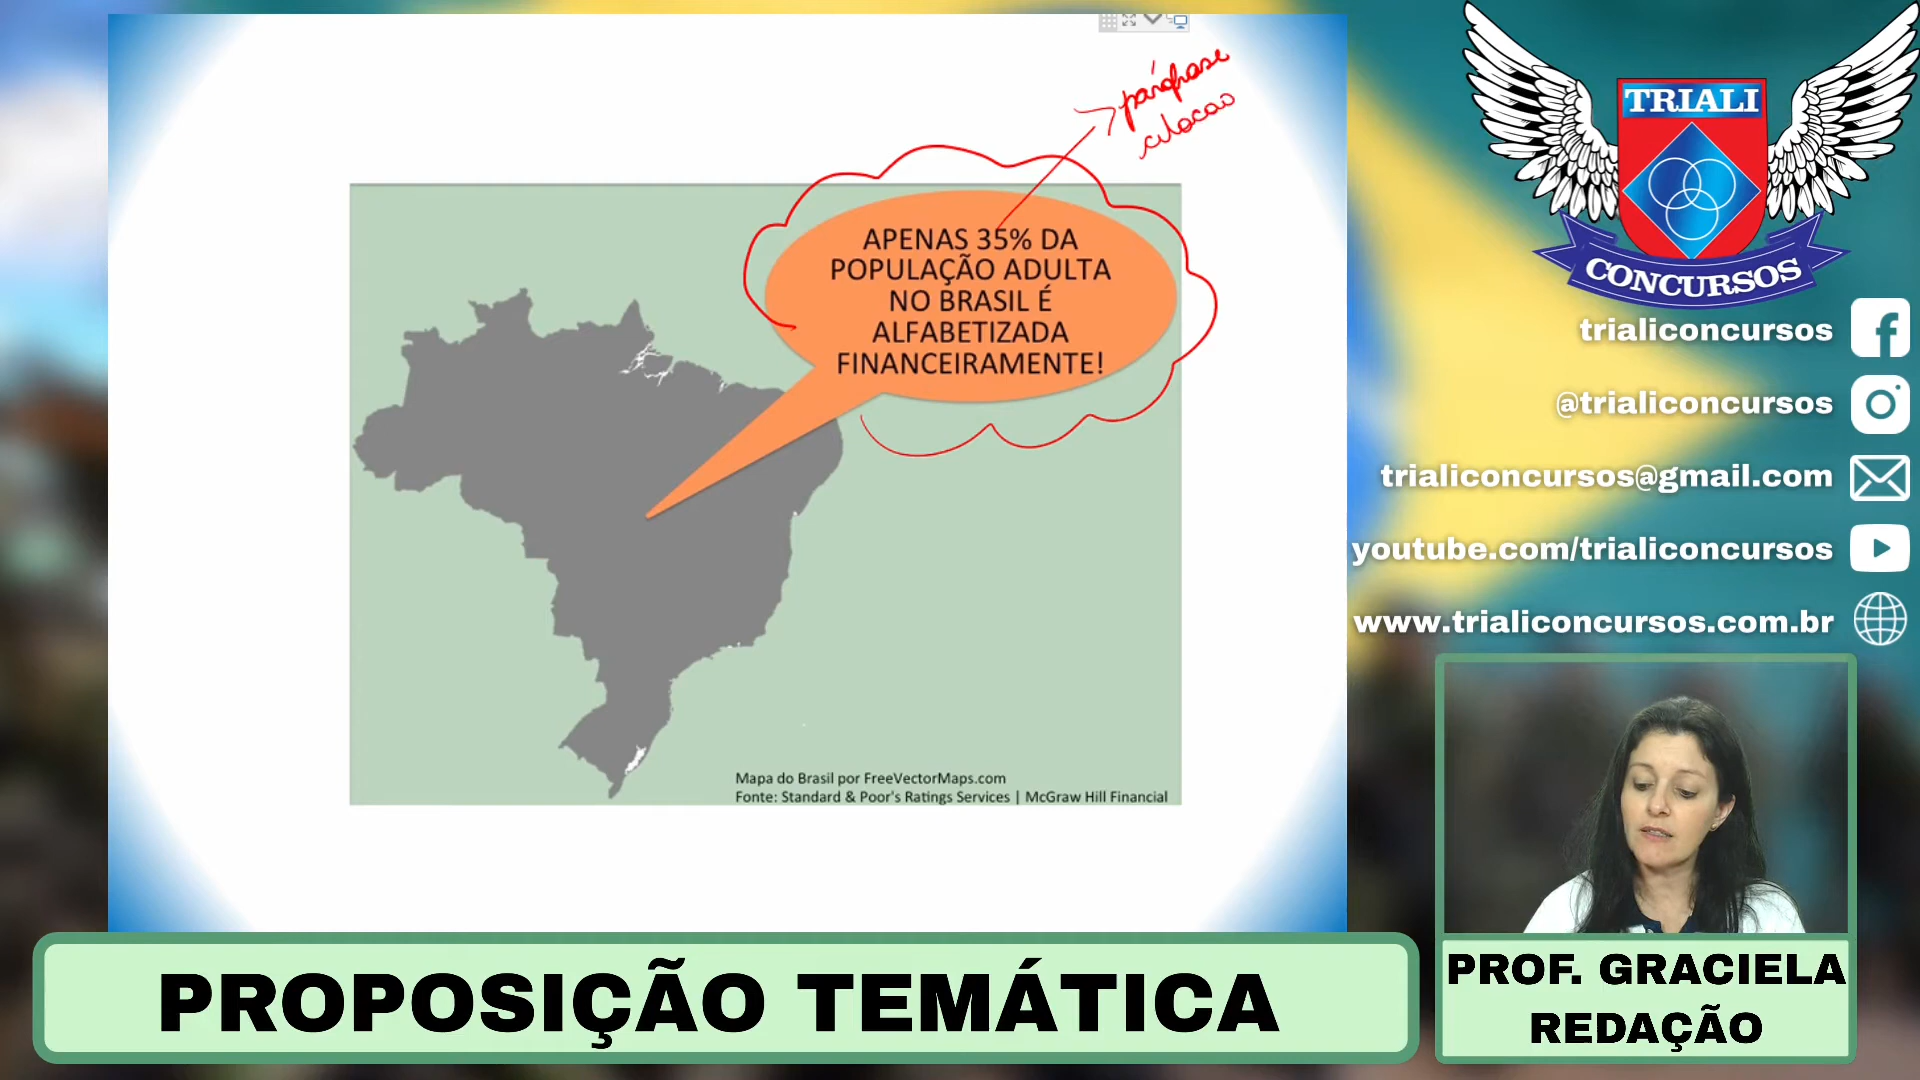 paráfrase
citacao
APENAS 35% DA
POPULAÇÃO ADULTA
NO BRASIL É
ALFABETIZADA
FINANCEIRAMENTE!
Mapa do Brasil por FreeVectorMaps.com
Fonte: Standard & Poor's Ratings Services | McGraw Hill Financial
TRIALI
CONCURSOS
trialiconcursos
@trialiconcursos
trialiconcursos@gmail.com
youtube.com/trialiconcursos
www.trialiconcursos.com.br
PROPOSIÇÃO TEMÁTICA
PROF. GRACIELA
REDAÇÃO